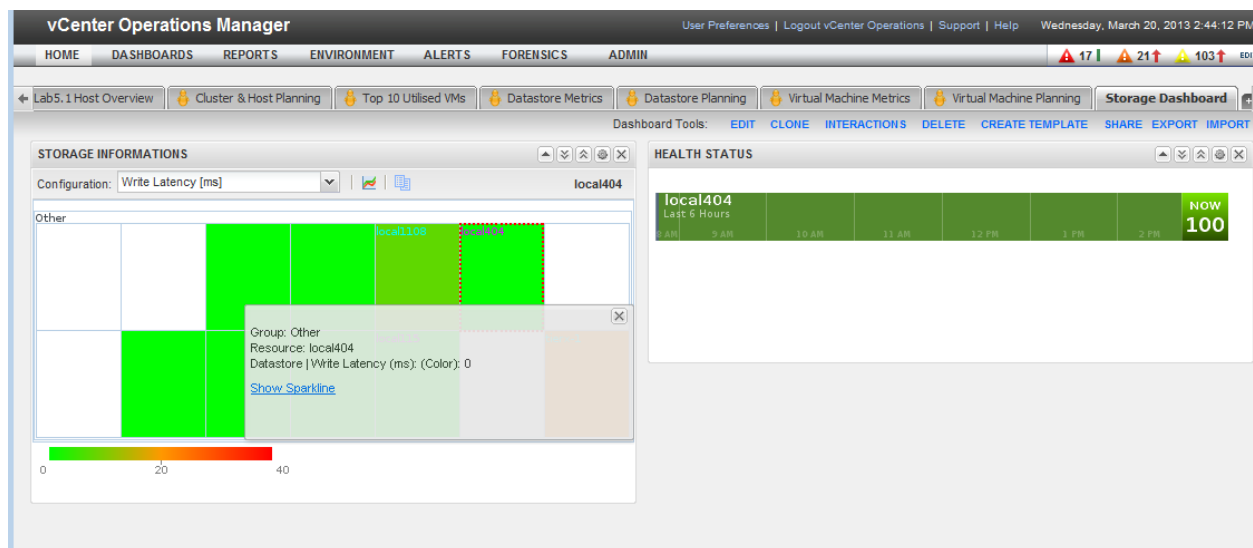 vCenter Operations Manager
User Preferences | Logout vCenter Operations | Support | Help Wednesday, March 20, 2013 2:44:12 PM
HOME DASHBOARDS REPORTS ENVIRONMENT ALERTS FORENSICS ADMIN 17 21 103 EDI
Lab5.1 Host Overview Cluster & Host Planning Top 10 Utilised VMs Datastore Metrics Datastore Planning Virtual Machine Metrics Virtual Machine Planning Storage Dashboard
Dashboard Tools: EDIT CLONE INTERACTIONS DELETE CREATE TEMPLATE SHARE EXPORT IMPORT
STORAGE INFORMATIONS
Configuration: Write Latency [ms] local404
Other
local1108 local404
Group: Other
Resource: local404
Datastore | Write Latency (ms): (Color): 0
Show Sparkline
0 20 40
HEALTH STATUS
local404
Last 6 Hours
NOW
100
8 AM 9 AM 10 AM 11 AM 12 PM 1 PM 2 PM